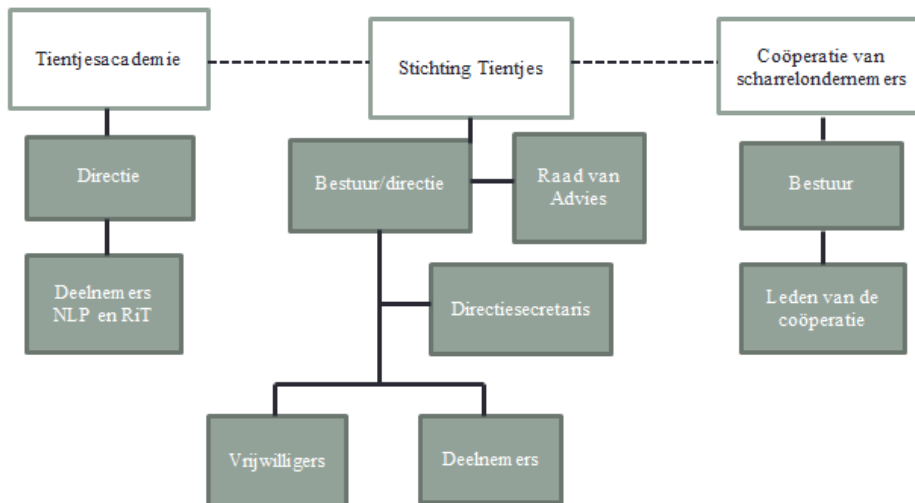 Tientjesacademie
Stichting Tientjes
Coöperatie van
scharrelondernemers
Directie
Bestuur/directie
Raad van
Advies
Bestuur
Deelnemers
NLP en RiT
Directiesecretaris
Leden van de
coöperatie
Vrijwilligers
Deelnemers